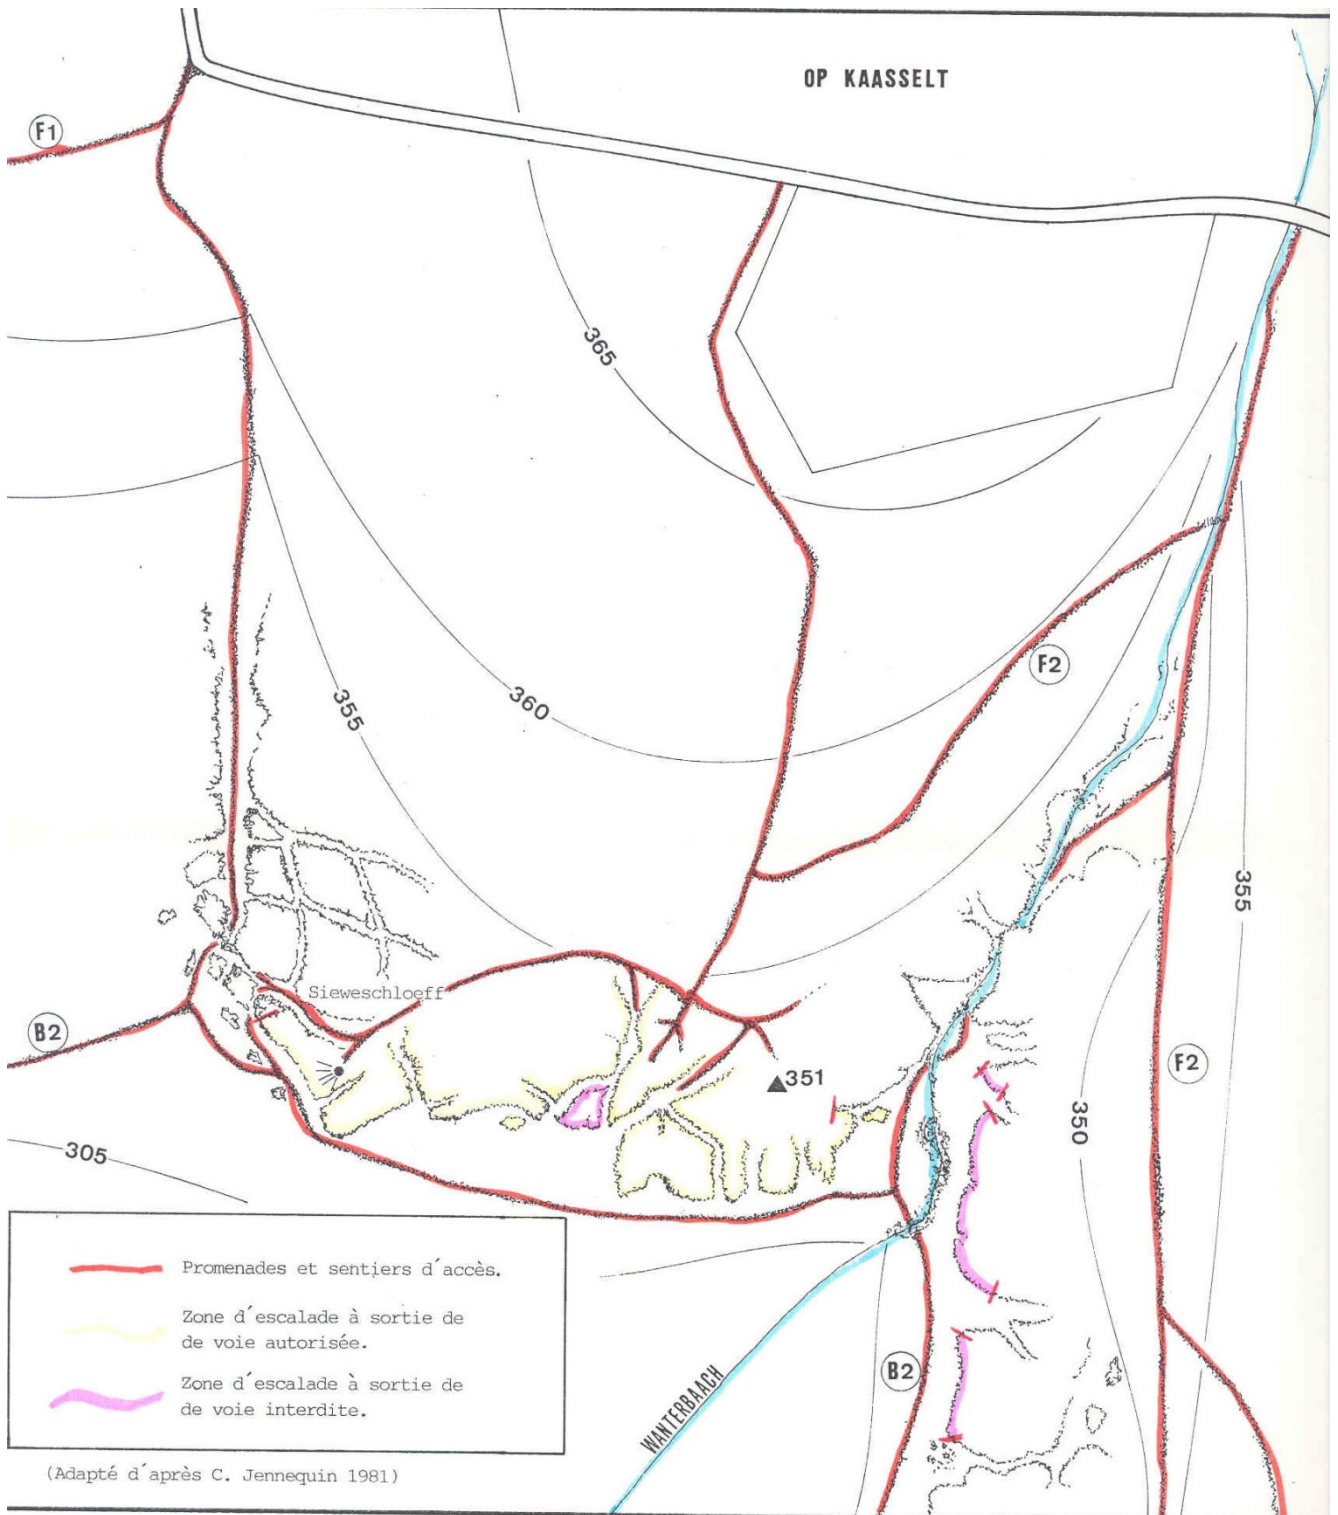 OP KAASSELT
F1
365
F2
360
355
355
Sieweschloeff
B2
351
F2
350
305
Promenades et sentiers d´accès.
Zone d´escalade à sortie de
de voie autorisée.
Zone d´escalade à sortie de
de voie interdite.
B2
WANTERBAACH
(Adapté d´après C. Jennequin 1981)